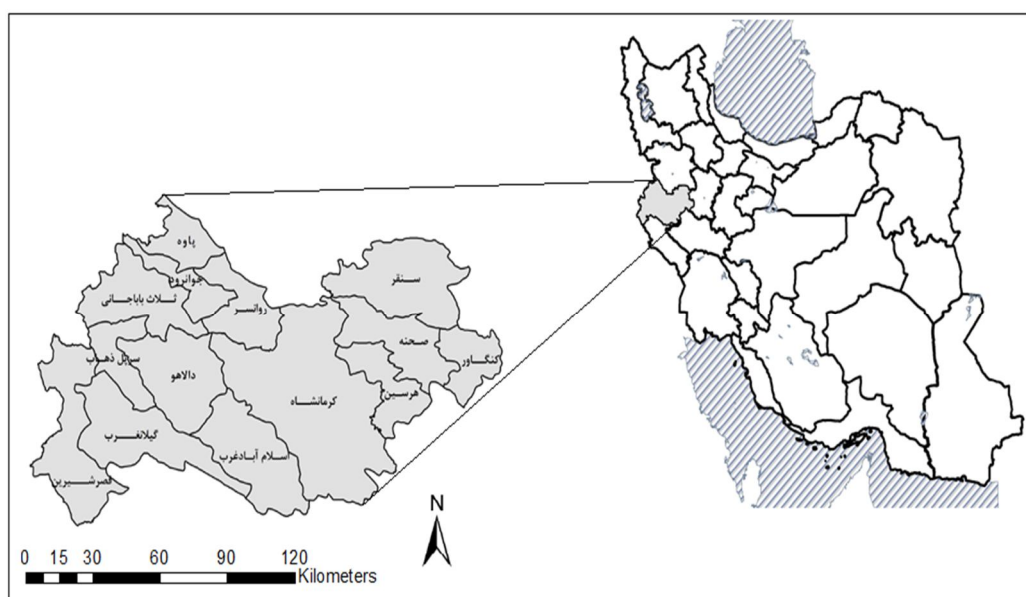 پاوه
جوانرود
ثلاث باباجانی
روانسر
سنقر
صحنه
کنگاور
سرپل ذهاب
دالاهو
هرسین
کرمانشاه
گیلانغرب
اسلام آبادغرب
قصرشیرین
N
0 15 30 60 90 120
Kilometers